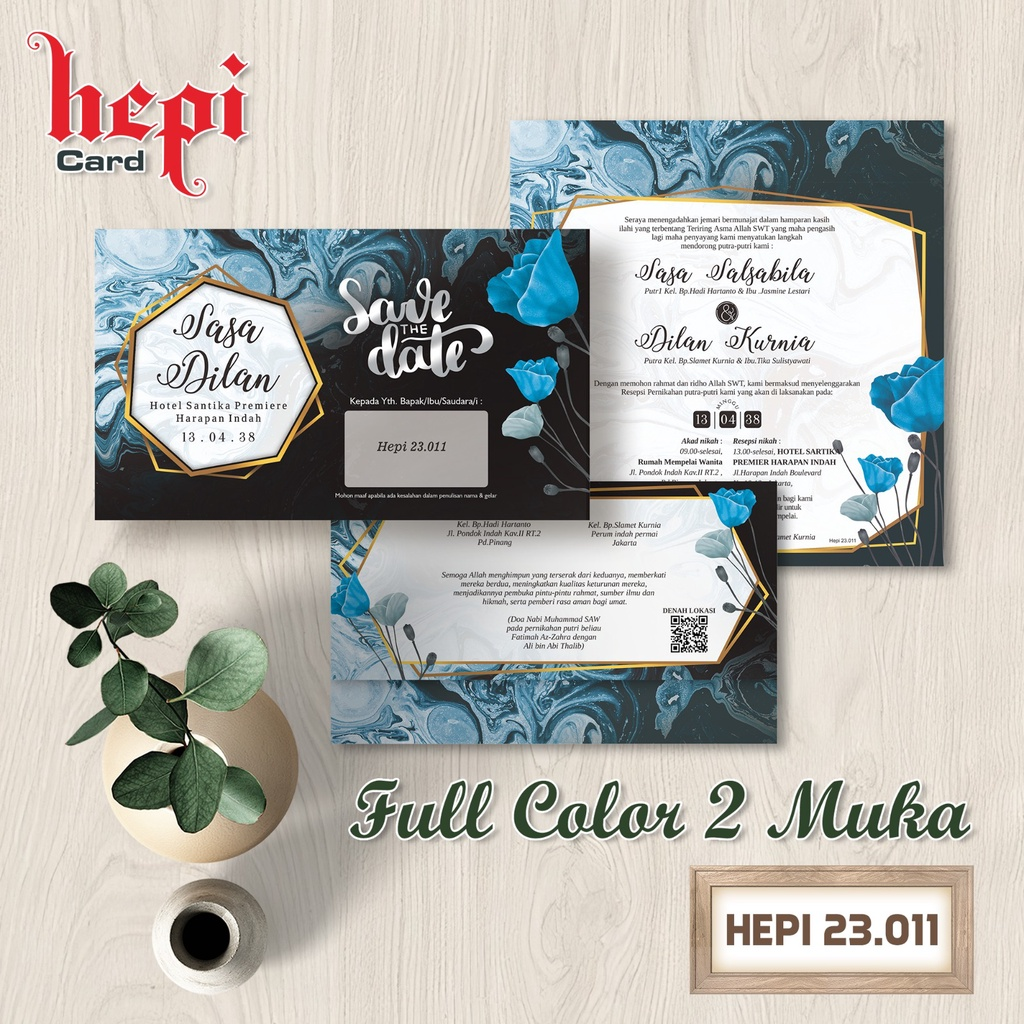 hepi
Card
Sasa
Dilan
Hotel Santika Premiere
Harapan Indah
13 . 04 . 38
Save
THE
date
Kepada Yth. Bapak/Ibu/Saudara/i :
Hepi 23.011
Mohon maaf apabila ada kesalahan dalam penulisan nama & gelar
Seraya menengadahkan jemari bermunajat dalam hamparan kasih
ilahi yang terbentang Teriring Asma Allah SWT yang maha pengasih
lagi maha penyayang kami menyatukan langkah
mendorong putra-putri kami :
Sasa Salsabila
Putri Kel. Bp.Hadi Hartanto & Ibu .Jasmine Lestari
&
Dilan Kurnia
Putra Kel. Bp.Slamet Kurnia & Ibu.Tika Sulistyawati
Dengan memohon rahmat dan ridho Allah SWT, kami bermaksud menyelenggarakan
Resepsi Pernikahan putra-putri kami yang akan di laksanakan pada:
MINGGU
13 04 38
Akad nikah :
09.00-selesai,
Rumah Mempelai Wanita
Jl. Pondok Indah Kav.II RT.2 ,
Resepsi nikah :
13.00-selesai, HOTEL SARTIKA
PREMIER HARAPAN INDAH
Jl.Harapan Indah Boulevard
bagi kami
untuk
Kurnia
Hepi 23.011
Kel. Bp.Hadi Hartanto
Jl. Pondok Indah Kav.II RT.2
Pd.Pinang
Kel. Bp.Slamet Kurnia
Perum indah permai
Jakarta
Semoga Allah menghimpun yang terserak dari keduanya, memberkati
mereka berdua, meningkatkan kualitas keturunan mereka,
menjadikannya pembuka pintu-pintu rahmat, sumber ilmu dan
hikmah, serta pemberi rasa aman bagi umat.
(Doa Nabi Muhammad SAW
pada pernikahan putri beliau
Fatimah Az-Zahra dengan
Ali bin Abi Thalib)
DENAH LOKASI
Full Color 2 Muka
HEPI 23.011